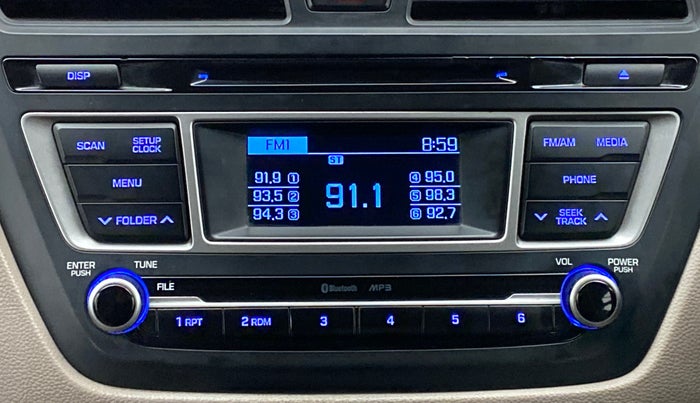 DISP
SCAN
SETUP
CLOCK
MENU
FOLDER
FM1
8:59
ST
91.9 1
93.5 2
94.3 3
91.1
4 95.0
5 98.3
6 92.7
FM/AM
MEDIA
PHONE
SEEK
TRACK
ENTER
PUSH
TUNE
FILE
Bluetooth
MP3
VOL
POWER
PUSH
1 RPT
2 RDM
3
4
5
6